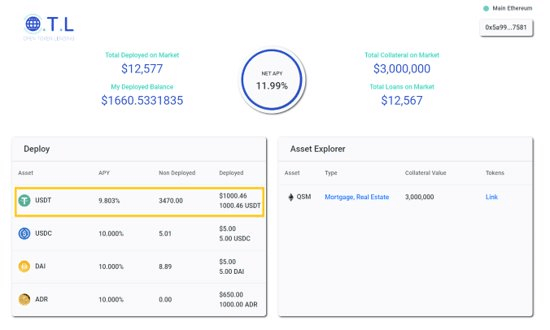 Main Ethereum
O.T.L
OPEN TOKEN LENDING
0x5a99...7581
Total Deployed on Market
$12,577
My Deployed Balance
$1660.5331835
NET APY
11.99%
Total Collateral on Market
$3,000,000
Total Loans on Market
$12,567
Deploy
Asset APY Non Deployed Deployed
USDT 9.803% 3470.00 $1000.46
1000.46 USDT
USDC 10.000% 5.01 $5.00
5.00 USDC
DAI 10.000% 8.89 $5.00
5.00 DAI
ADR 10.000% 0.00 $650.00
1000.00 ADR
Asset Explorer
Asset Type Collateral Value Tokens
QSM Mortgage, Real Estate 3,000,000 Link